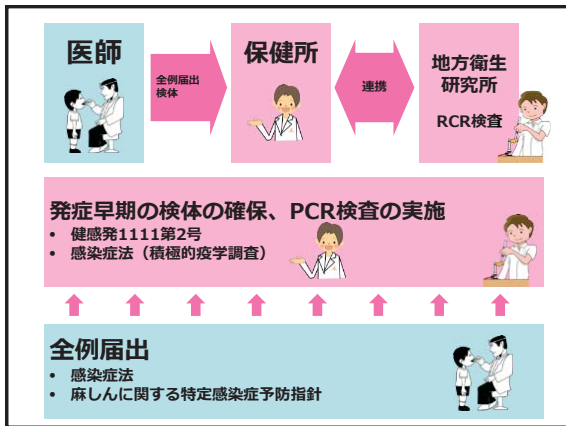 医師
全例届出
検体
保健所
連携
地方衛生
研究所
RCR検査
発症早期の検体の確保、PCR検査の実施
• 健感発1111第2号
• 感染症法（積極的疫学調査）
全例届出
• 感染症法
• 麻しんに関する特定感染症予防指針